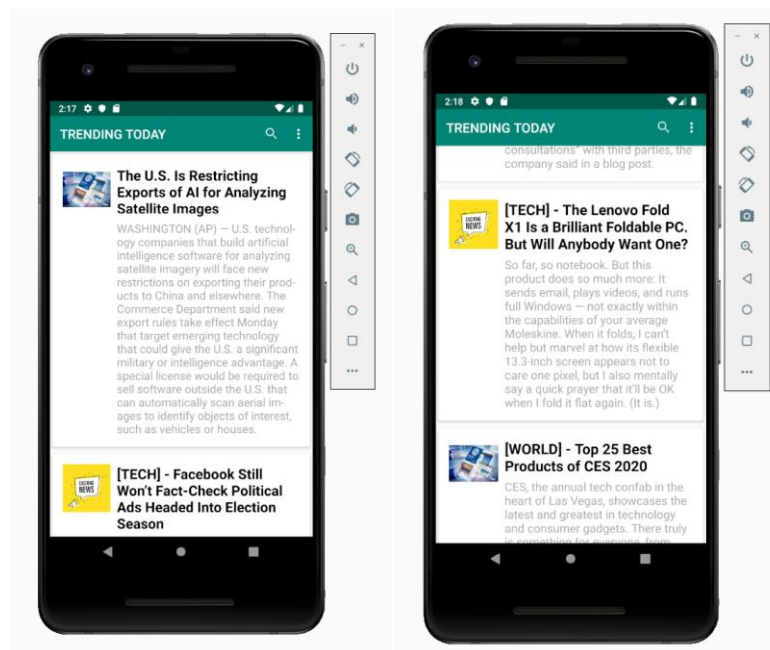 2:17
TRENDING TODAY
The U.S. Is Restricting
Exports of AI for Analyzing
Satellite Images
WASHINGTON (AP) — U.S. technol-
ogy companies that build artificial
intelligence software for analyzing
satellite imagery will face new
restrictions on exporting their prod-
ucts to China and elsewhere. The
Commerce Department said new
export rules take effect Monday
that target emerging technology
that could give the U.S. a significant
military or intelligence advantage. A
special license would be required to
sell software outside the U.S. that
can automatically scan aerial im-
ages to identify objects of interest,
such as vehicles or houses.
EXCITING
NEWS
[TECH] - Facebook Still
Won't Fact-Check Political
Ads Headed Into Election
Season
2:18
TRENDING TODAY
consultations" with third parties, the
company said in a blog post.
EXCITING
NEWS
[TECH] - The Lenovo Fold
X1 Is a Brilliant Foldable PC.
But Will Anybody Want One?
So far, so notebook. But this
product does so much more: It
sends email, plays videos, and runs
full Windows — not exactly within
the capabilities of your average
Moleskine. When it folds, I can't
help but marvel at how its flexible
13.3-inch screen appears not to
care one pixel, but I also mentally
say a quick prayer that it'll be OK
when I fold it flat again. (It is.)
[WORLD] - Top 25 Best
Products of CES 2020
CES, the annual tech confab in the
heart of Las Vegas, showcases the
latest and greatest in technology
and consumer gadgets. There truly
is something for everyone, from